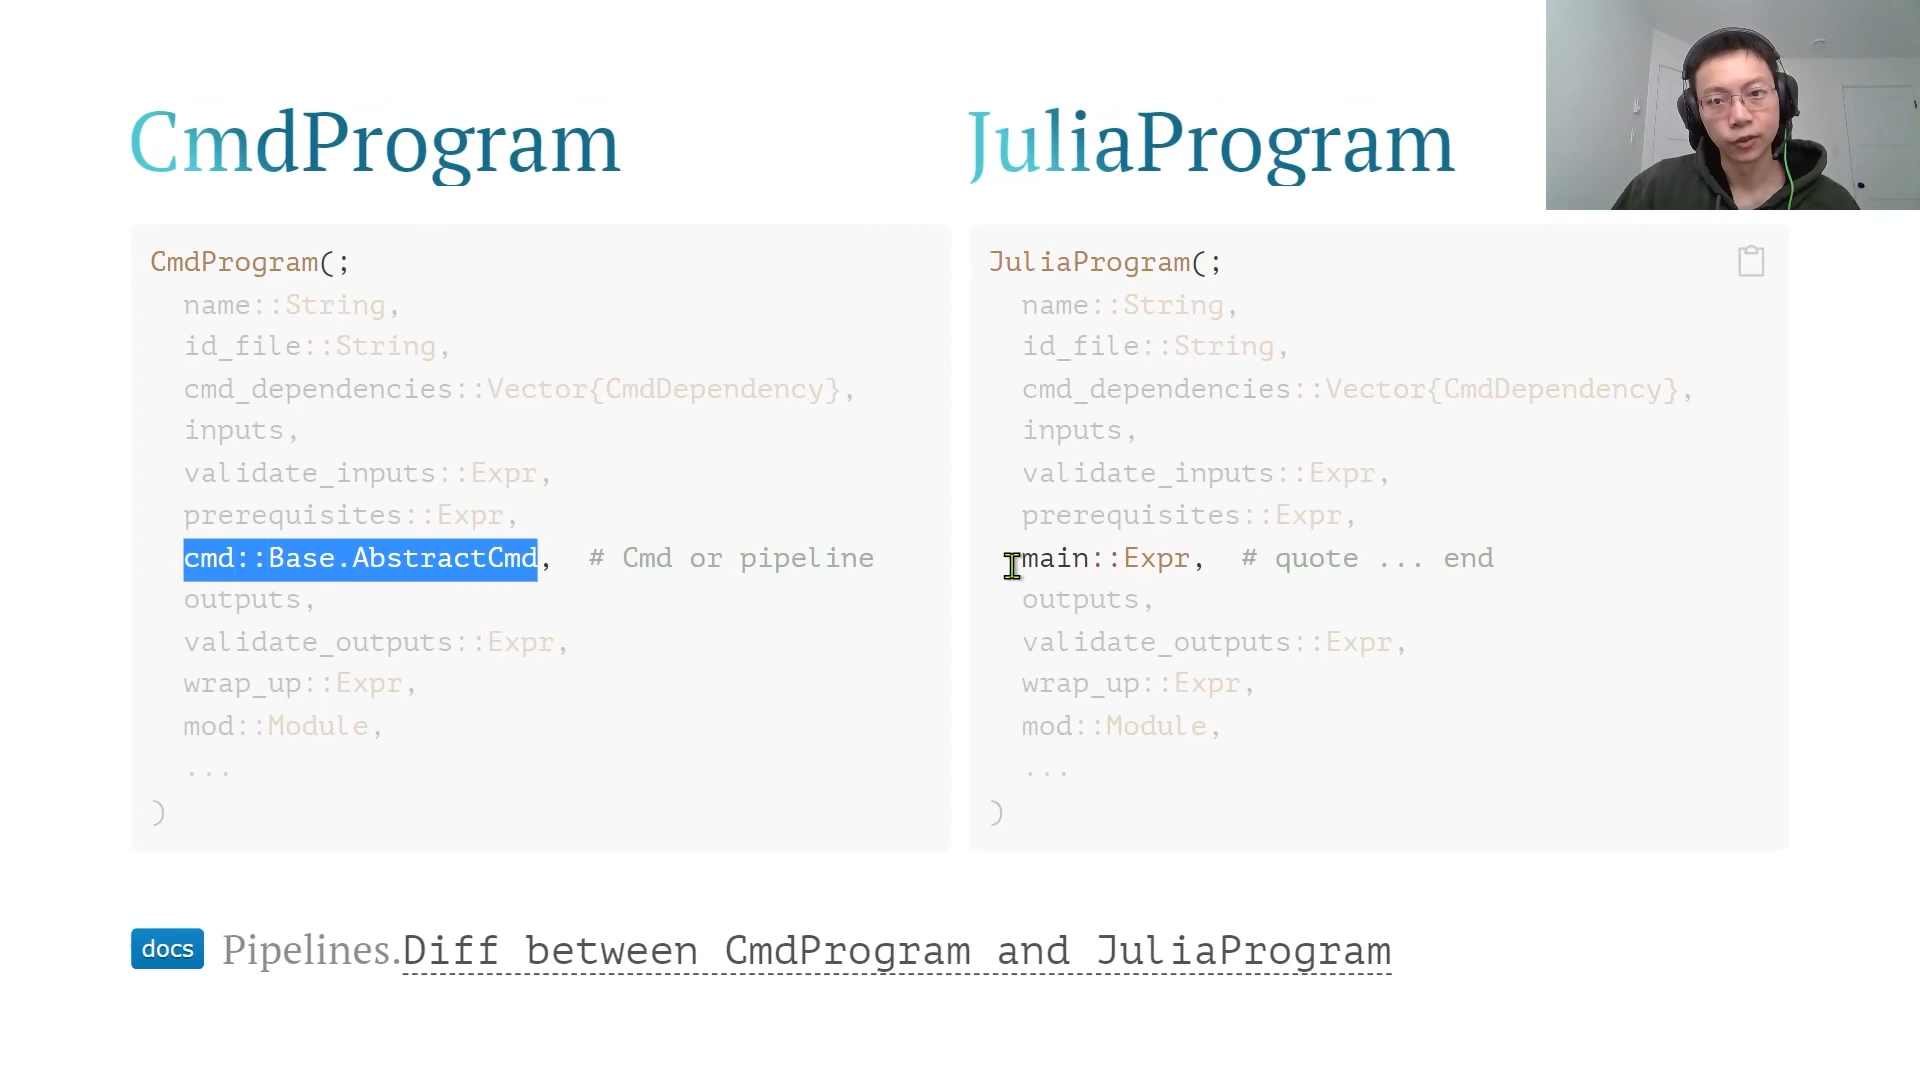 CmdProgram
CmdProgram(;
name::String,
id_file::String,
cmd_dependencies::Vector{CmdDependency},
inputs,
validate_inputs::Expr,
prerequisites::Expr,
cmd::Base.AbstractCmd,  # Cmd or pipeline
outputs,
validate_outputs::Expr,
wrap_up::Expr,
mod::Module,
...
)
JuliaProgram
JuliaProgram(;
name::String,
id_file::String,
cmd_dependencies::Vector{CmdDependency},
inputs,
validate_inputs::Expr,
prerequisites::Expr,
main::Expr,  # quote ... end
outputs,
validate_outputs::Expr,
wrap_up::Expr,
mod::Module,
...
)
docs Pipelines.Diff between CmdProgram and JuliaProgram